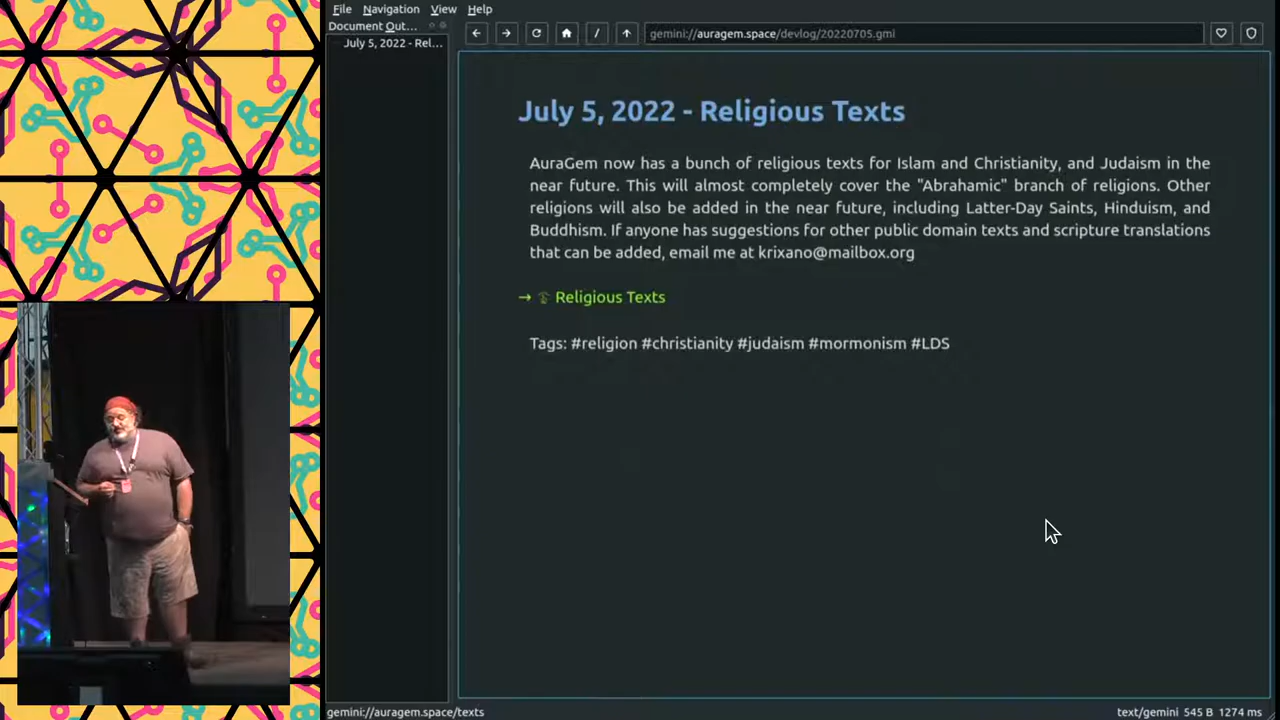 File Navigation View Help
Document Out...
July 5, 2022 - Rel...
gemini://auragem.space/devlog/20220705.gmi
July 5, 2022 - Religious Texts
AuraGem now has a bunch of religious texts for Islam and Christianity, and Judaism in the
near future. This will almost completely cover the "Abrahamic" branch of religions. Other
religions will also be added in the near future, including Latter-Day Saints, Hinduism, and
Buddhism. If anyone has suggestions for other public domain texts and scripture translations
that can be added, email me at krixano@mailbox.org
→ Religious Texts
Tags: #religion #christianity #judaism #mormonism #LDS
gemini://auragem.space/texts
text/gemini 545 B 1274 ms